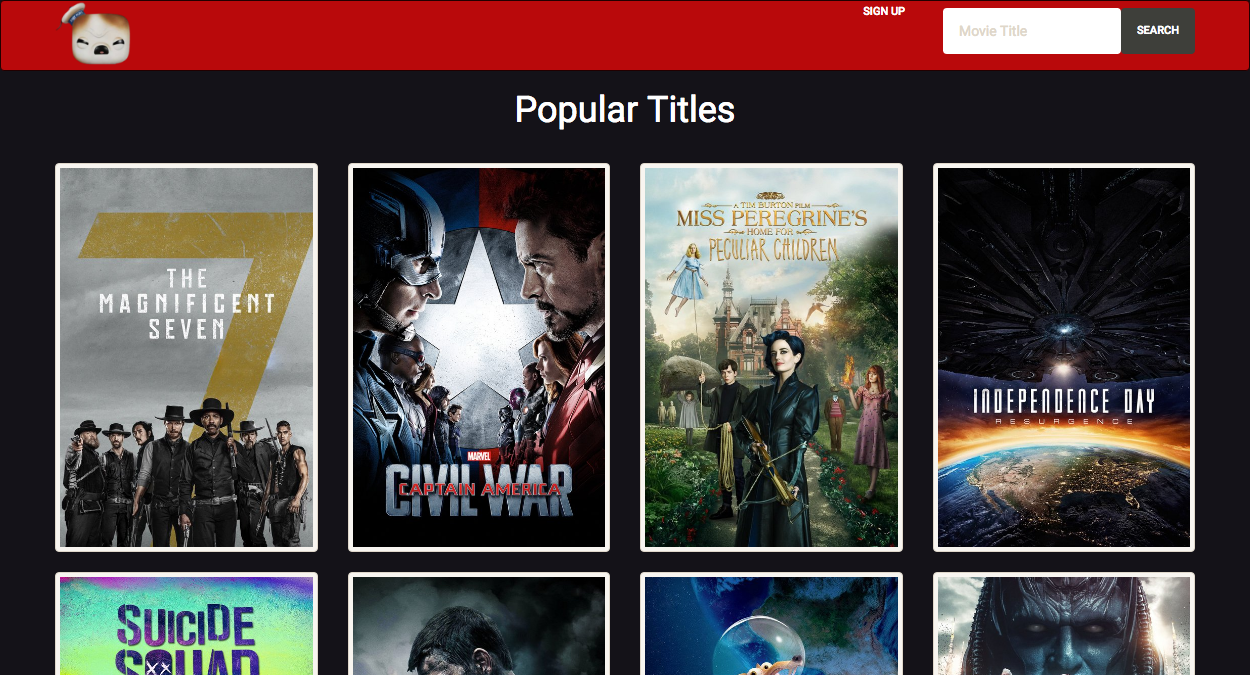 SIGN UP
Movie Title
SEARCH
Popular Titles
THE
MAGNIFICENT
SEVEN
MARVEL
CIVIL WAR
CAPTAIN AMERICA
A TIM BURTON FILM
MISS PEREGRINE'S
HOME FOR
PECULIAR CHILDREN
INDEPENDENCE DAY
RESURGENCE
SUICIDE
SQUAD